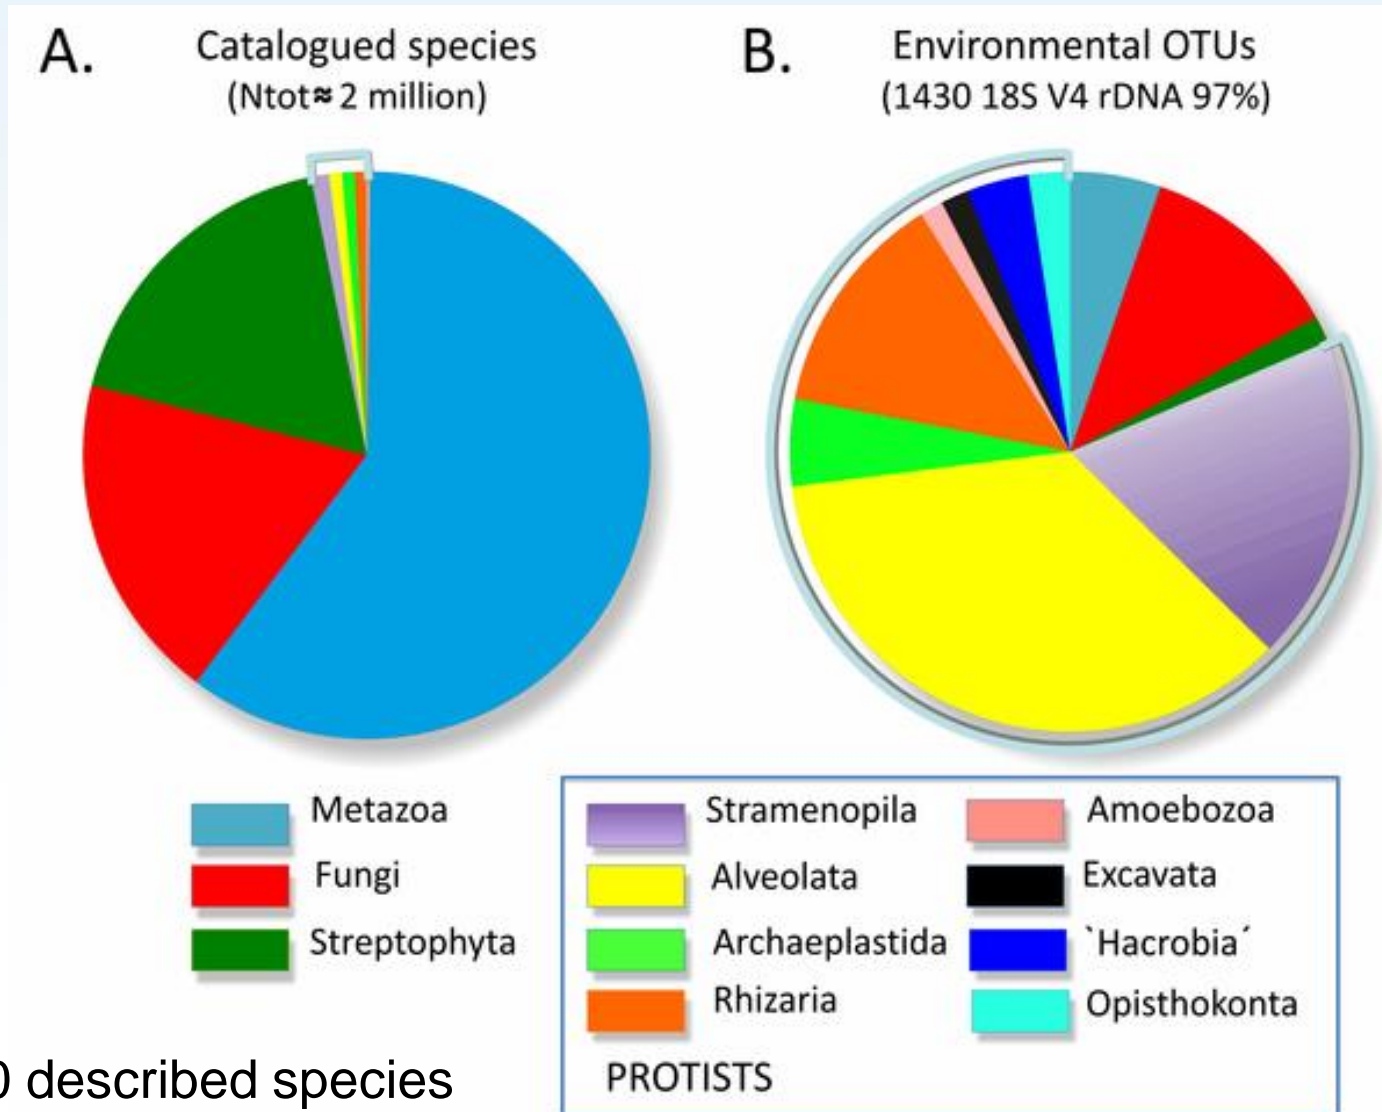 A.
Catalogued species
(Ntot≈ 2 million)
B.
Environmental OTUs
(1430 18S V4 rDNA 97%)
Metazoa
Fungi
Streptophyta
Stramenopila
Alveolata
Archaeplastida
Rhizaria
Amoebozoa
Excavata
`Hacrobia´
Opisthokonta
PROTISTS
0 described species